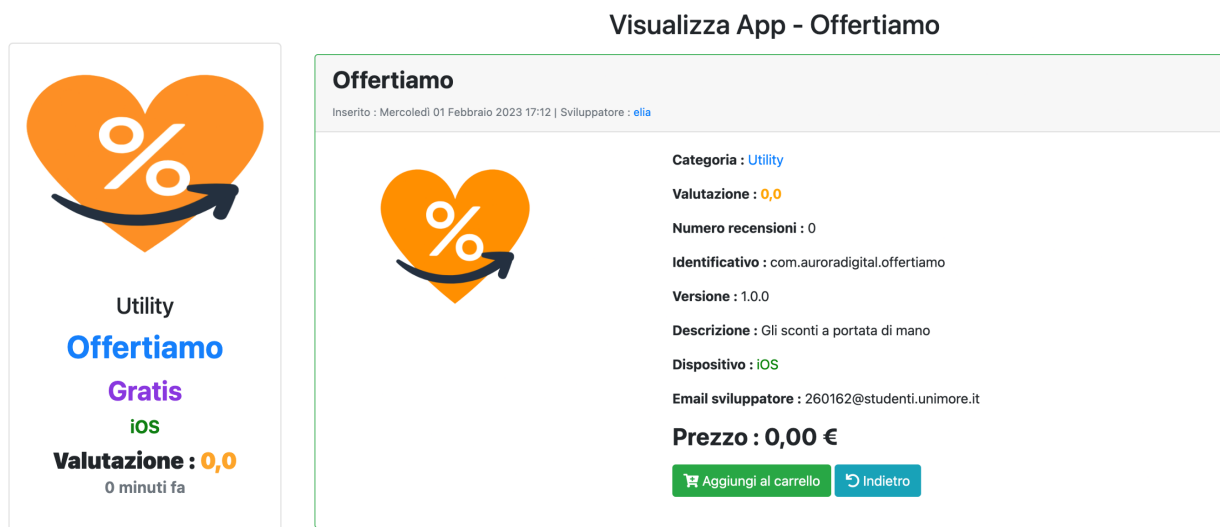 Visualizza App - Offertiamo
%
Utility
Offertiamo
Gratis
iOS
Valutazione : 0,0
0 minuti fa
Offertiamo
Inserito : Mercoledì 01 Febbraio 2023 17:12 | Sviluppatore : elia
%
Categoria : Utility
Valutazione : 0,0
Numero recensioni : 0
Identificativo : com.auroradigital.offertiamo
Versione : 1.0.0
Descrizione : Gli sconti a portata di mano
Dispositivo : iOS
Email sviluppatore : 260162@studenti.unimore.it
Prezzo : 0,00 €
Aggiungi al carrello
Indietro